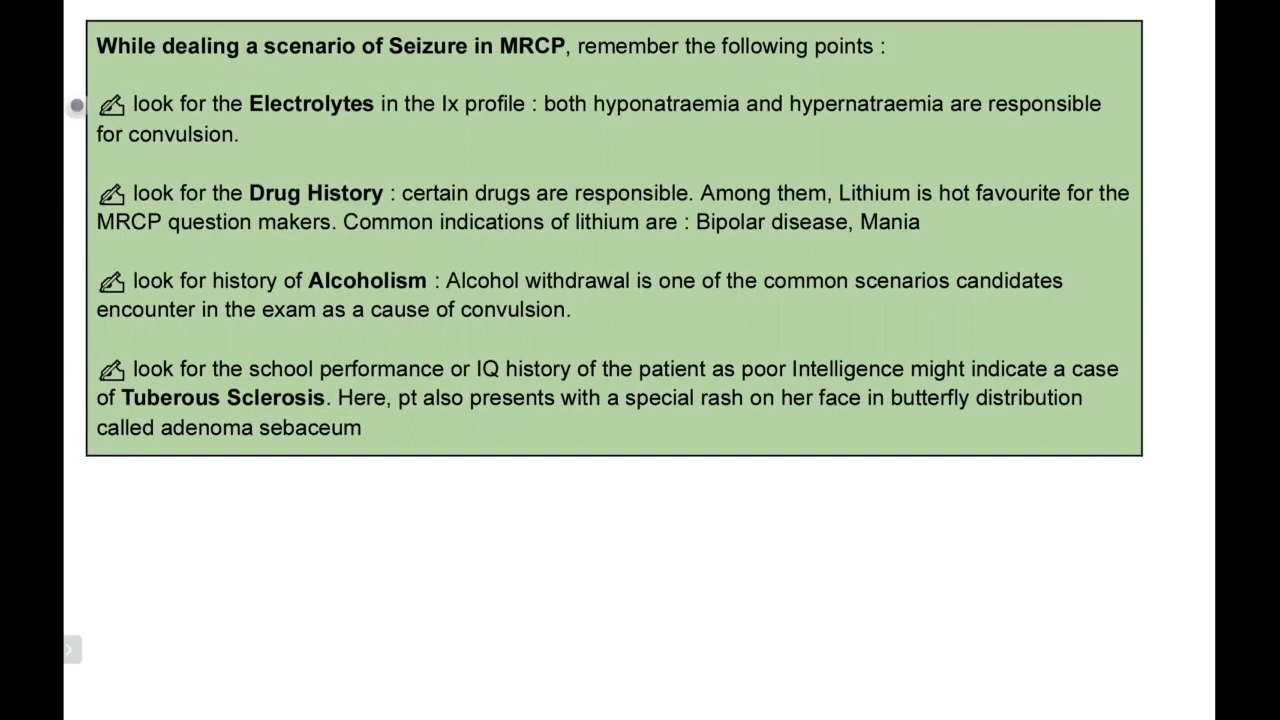 While dealing a scenario of Seizure in MRCP, remember the following points :
✍ look for the Electrolytes in the Ix profile : both hyponatraemia and hypernatraemia are responsible
for convulsion.
✍ look for the Drug History : certain drugs are responsible. Among them, Lithium is hot favourite for the
MRCP question makers. Common indications of lithium are : Bipolar disease, Mania
✍ look for history of Alcoholism : Alcohol withdrawal is one of the common scenarios candidates
encounter in the exam as a cause of convulsion.
✍ look for the school performance or IQ history of the patient as poor Intelligence might indicate a case
of Tuberous Sclerosis. Here, pt also presents with a special rash on her face in butterfly distribution
called adenoma sebaceum